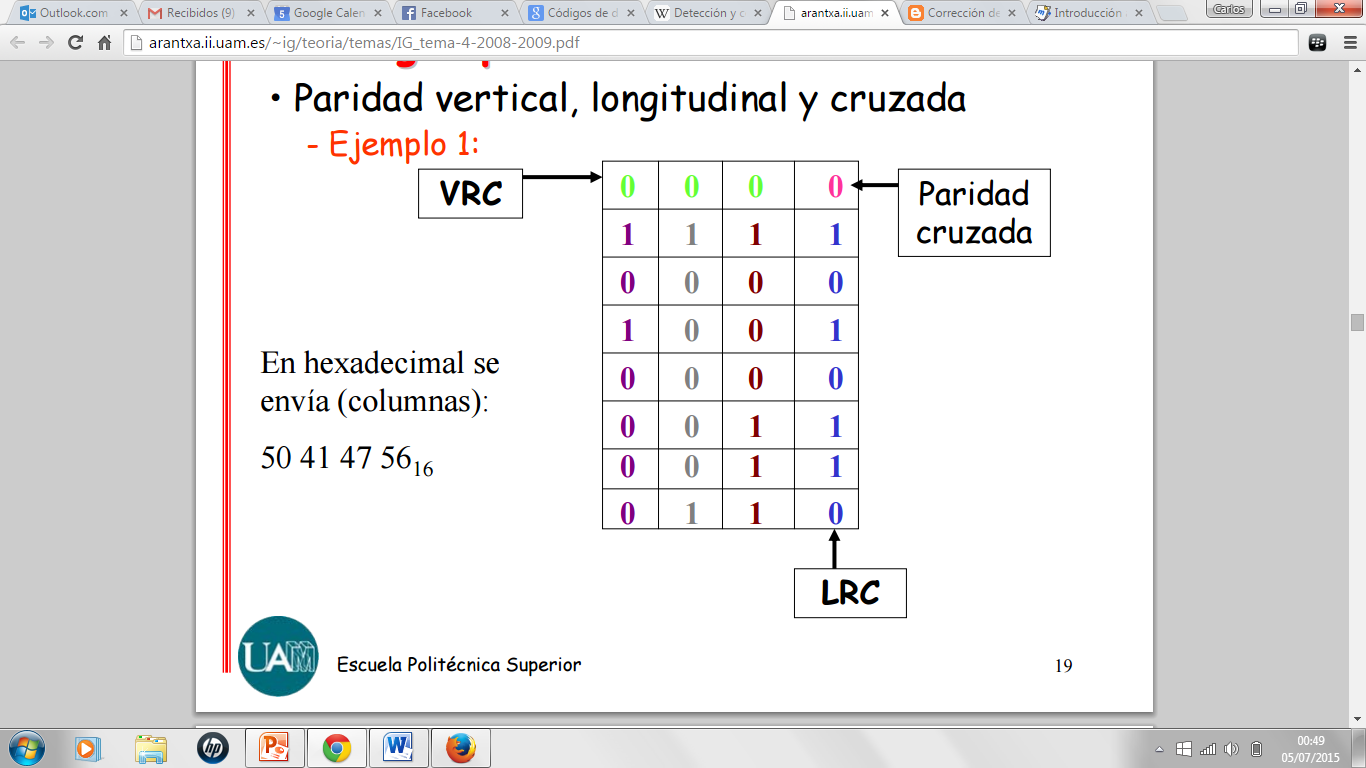 Outlook.com
Recibidos (9)
Google Calen
Facebook
Códigos de d
Detección y c
arantxa.ii.uam
Corrección de
Introducción
Carlos
arantxa.ii.uam.es/~ig/teoria/temas/IG_tema-4-2008-2009.pdf
• Paridad vertical, longitudinal y cruzada
- Ejemplo 1:
VRC
0 0 0 0
Paridad
cruzada
1 1 1 1
0 0 0 0
1 0 0 1
0 0 0 0
0 0 1 1
0 0 1 1
0 1 1 0
En hexadecimal se
envía (columnas):
50 41 47 56₁₆
LRC
UAM
Escuela Politécnica Superior
19
00:49
05/07/2015